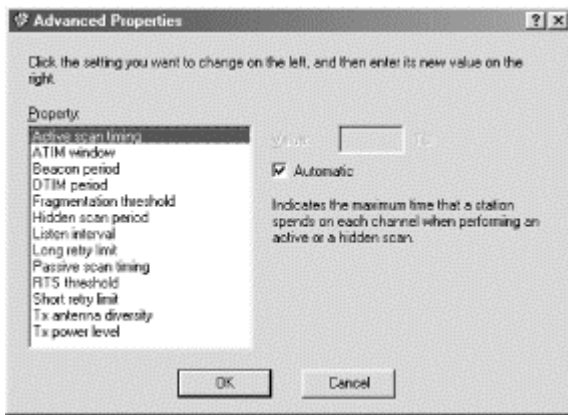 Advanced Properties
Click the setting you want to change on the left, and then enter its new value on the
right.
Property:
Active scan timing
ATIM window
Beacon period
DTIM period
Fragmentation threshold
Hidden scan period
Listen interval
Long retry limit
Passive scan timing
RTS threshold
Short retry limit
Tx antenna diversity
Tx power level
Automatic
Indicates the maximum time that a station
spends on each channel when performing an
active or a hidden scan.
OK
Cancel